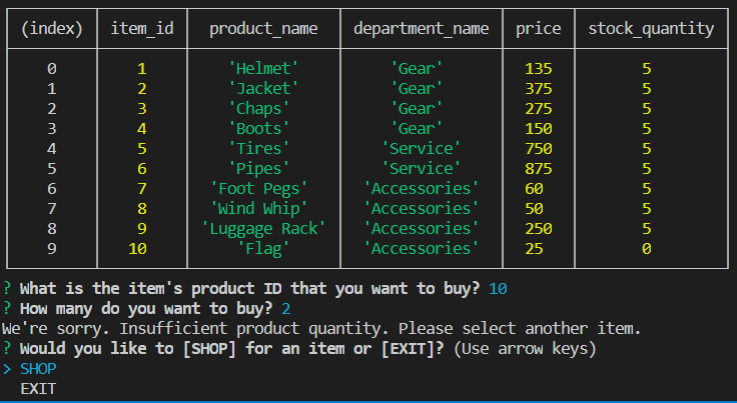 (index) item_id product_name department_name price stock_quantity
0 1 'Helmet' 'Gear' 135 5
1 2 'Jacket' 'Gear' 375 5
2 3 'Chaps' 'Gear' 275 5
3 4 'Boots' 'Gear' 150 5
4 5 'Tires' 'Service' 750 5
5 6 'Pipes' 'Service' 875 5
6 7 'Foot Pegs' 'Accessories' 60 5
7 8 'Wind Whip' 'Accessories' 50 5
8 9 'Luggage Rack' 'Accessories' 250 5
9 10 'Flag' 'Accessories' 25 0
? What is the item's product ID that you want to buy? 10
? How many do you want to buy? 2
We're sorry. Insufficient product quantity. Please select another item.
? Would you like to [SHOP] for an item or [EXIT]? (Use arrow keys)
> SHOP
EXIT